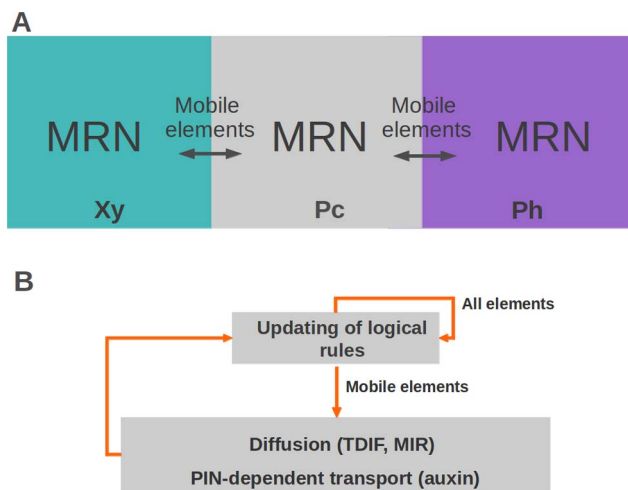 A
Mobile
elements
Mobile
elements
MRN
MRN
MRN
Xy
Pc
Ph
B
All elements
Updating of logical
rules
Mobile elements
Diffusion (TDIF, MIR)
PIN-dependent transport (auxin)